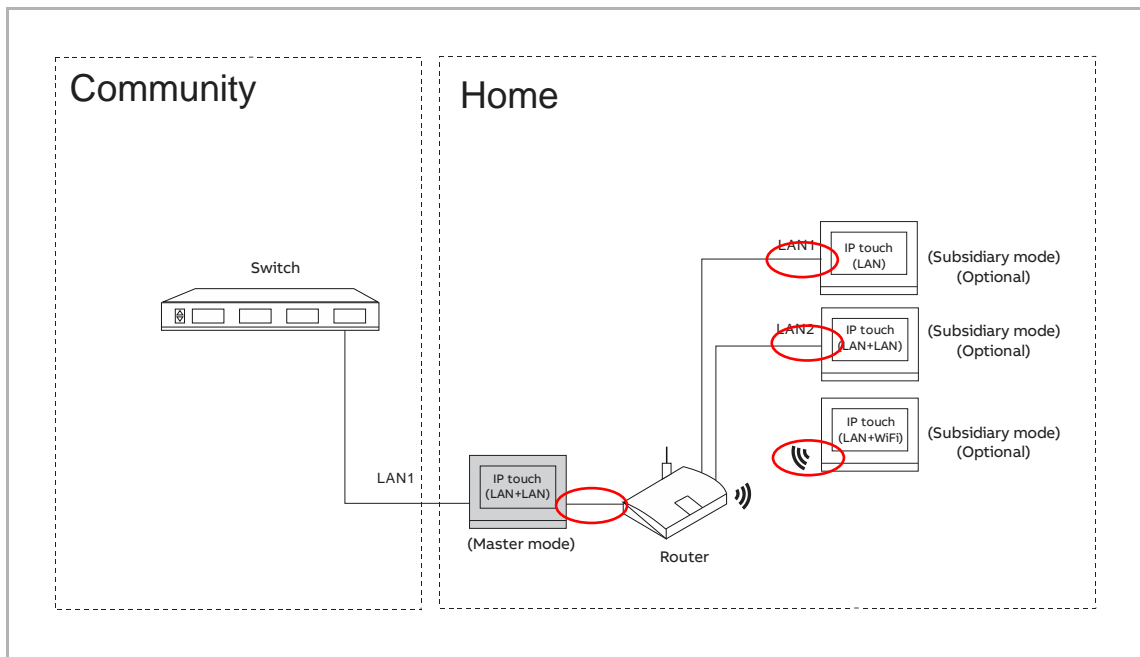 Community
Home
Switch
LAN1
IP touch
(LAN+LAN)
(Master mode)
Router
LAN1
IP touch
(LAN)
(Subsidiary mode)
(Optional)
LAN2
IP touch
(LAN+LAN)
(Subsidiary mode)
(Optional)
IP touch
(LAN+WiFi)
(Subsidiary mode)
(Optional)